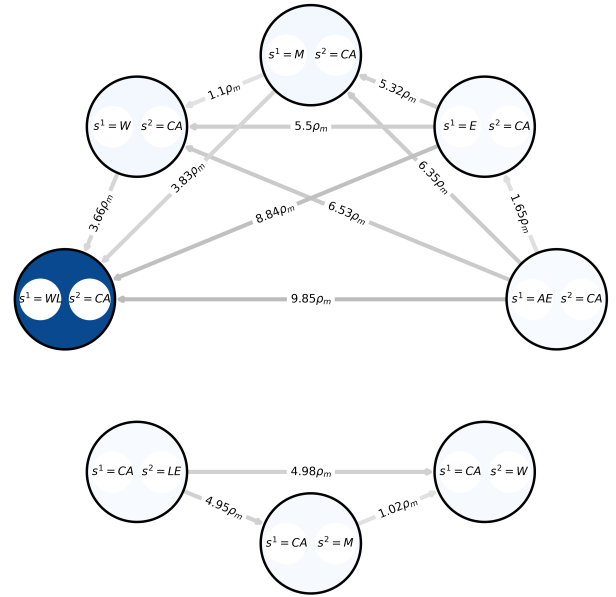 s¹ = M s² = CA
5.32ρₘ
1.1ρₘ
s¹ = W s² = CA
5.5ρₘ
s¹ = E s² = CA
3.83ρₘ
6.35ρₘ
3.66ρₘ
8.84ρₘ
6.53ρₘ
1.65ρₘ
s¹ = WL s² = CA
9.85ρₘ
s¹ = AE s² = CA
s¹ = CA s² = LE
4.98ρₘ
s¹ = CA s² = W
4.95ρₘ
1.02ρₘ
s¹ = CA s² = M